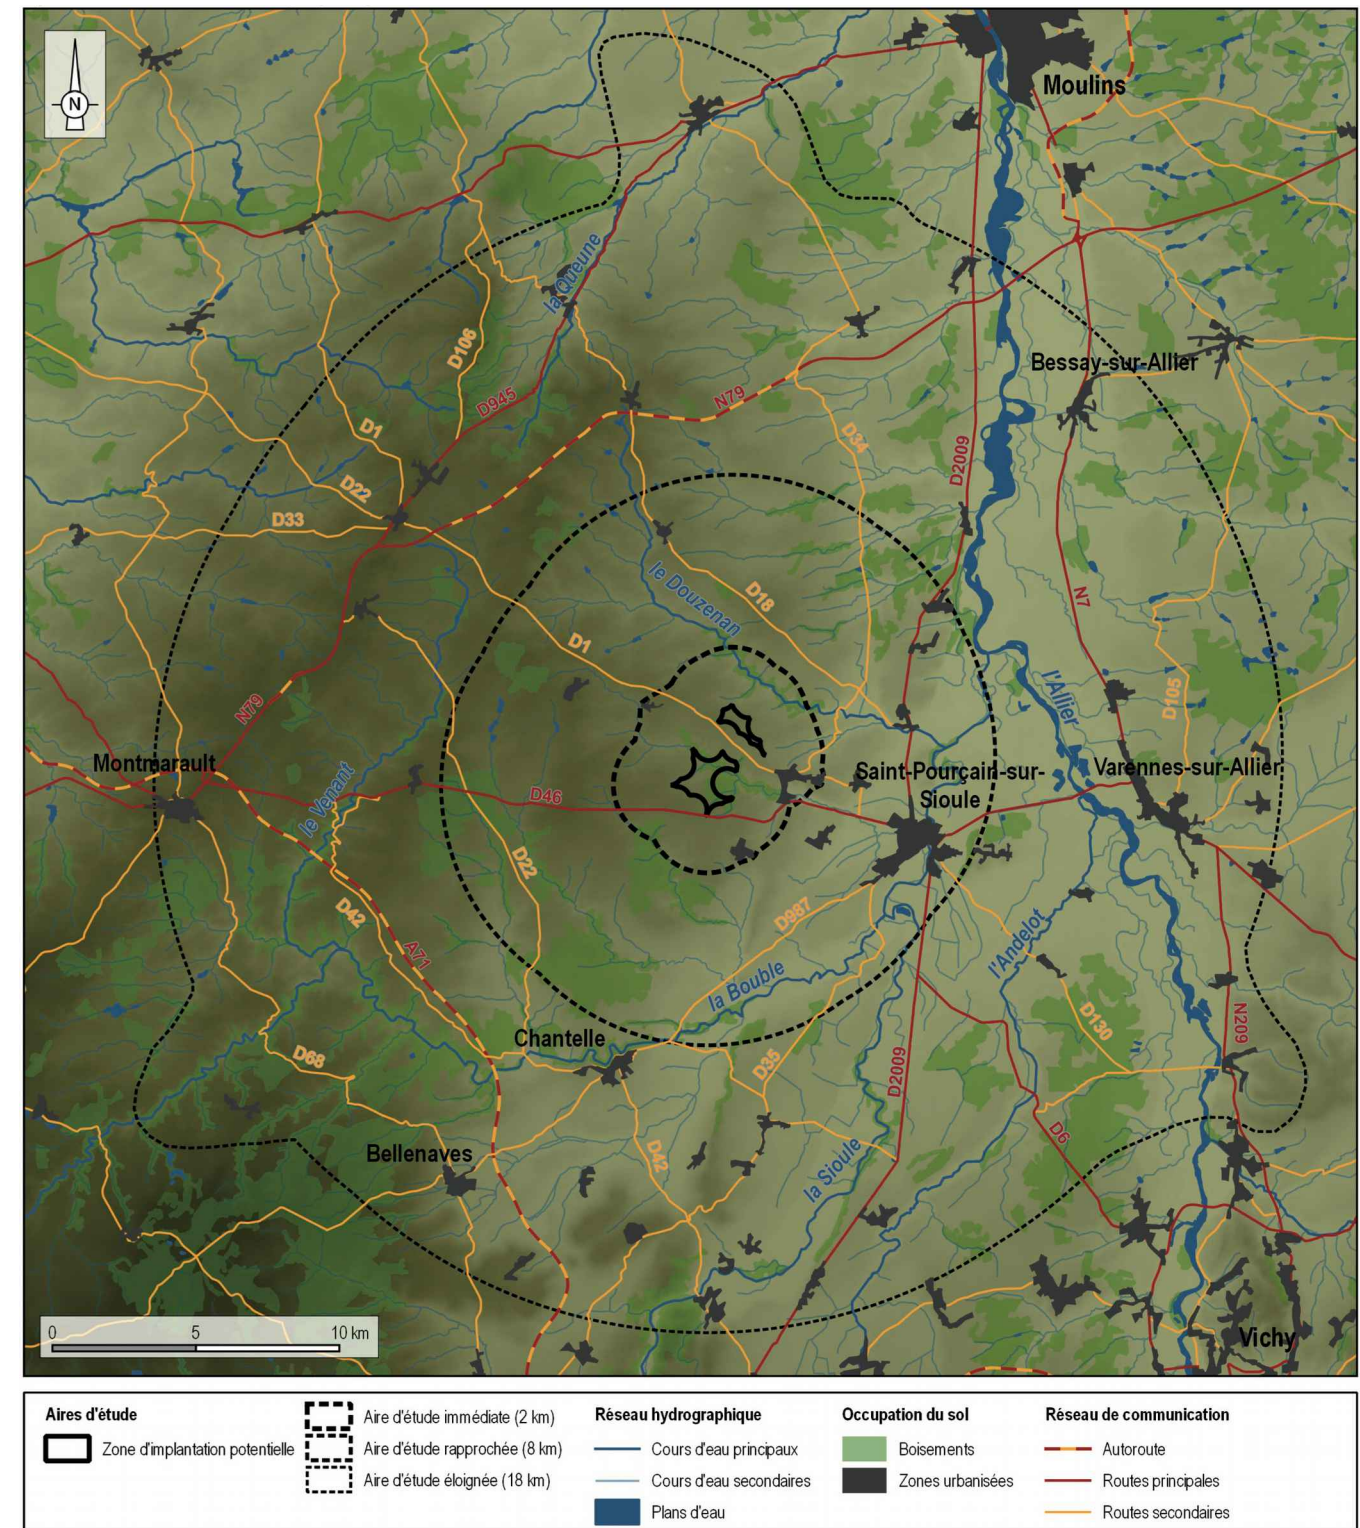 N
Moulins
la Queune
D106
Bessay-sur-Allier
D945
N79
D1
D34
D2009
D22
D33
le Douzenan
D18
N7
D1
l'Allier
D105
N79
Montmarault
le Venant
D46
Saint-Pourçain-sur-
Sioule
Varennes-sur-Allier
D22
D42
D987
A71
l'Andelot
la Bouble
D130
N209
Chantelle
D68
D35
D2009
D6
Bellenaves
D42
la Sioule
0 5 10 km
Vichy
Aires d'étude
Zone d'implantation potentielle
Aire d'étude immédiate (2 km)
Aire d'étude rapprochée (8 km)
Aire d'étude éloignée (18 km)
Réseau hydrographique
Cours d'eau principaux
Cours d'eau secondaires
Plans d'eau
Occupation du sol
Boisements
Zones urbanisées
Réseau de communication
Autoroute
Routes principales
Routes secondaires